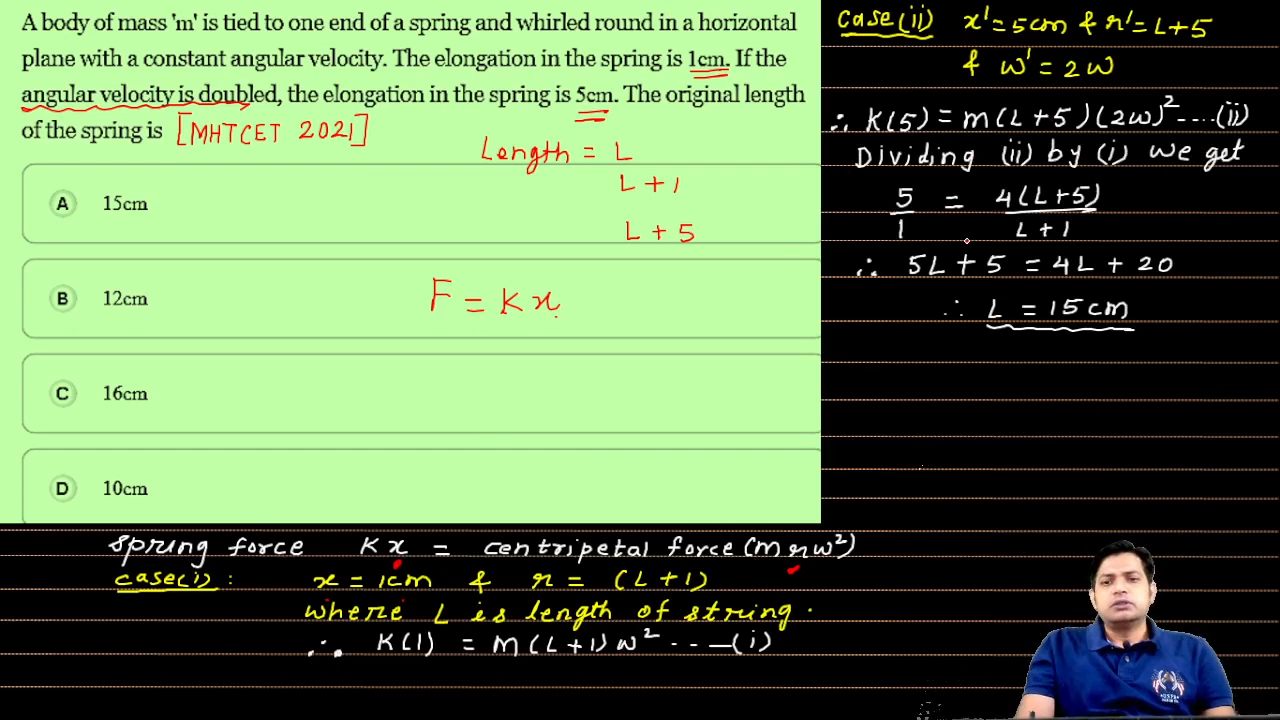 A body of mass 'm' is tied to one end of a spring and whirled round in a horizontal
plane with a constant angular velocity. The elongation in the spring is 1cm. If the
angular velocity is doubled, the elongation in the spring is 5cm. The original length
of the spring is [MHTCET 2021]
Length = L
L + 1
L + 5
A 15cm
B 12cm
F = Kx
C 16cm
D 10cm
spring force Kx = centripetal force (mrω²)
case(i) : x = 1cm & r = (L+1)
where L is length of string.
∴ K(1) = m(L+1)ω² ---(i)
case(ii) x' = 5cm & r' = L+5
& ω' = 2ω
∴ K(5) = m(L+5)(2ω)² ----(ii)
Dividing (ii) by (i) we get
5/1 = 4(L+5)/L+1
∴ 5L + 5 = 4L + 20
∴ L = 15cm